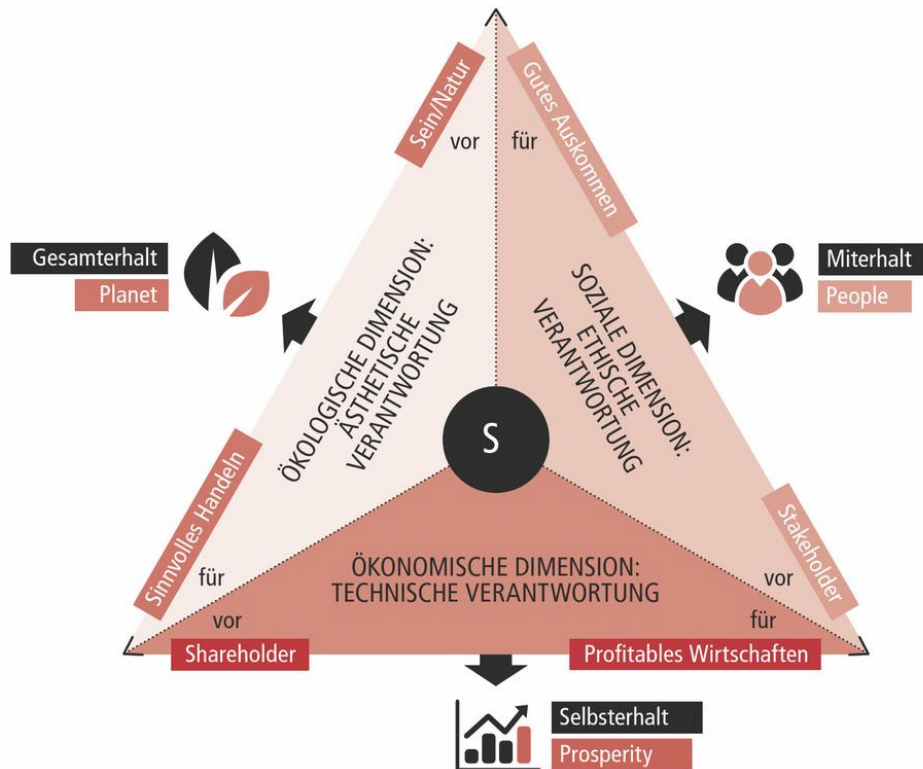 Sein/Natur
vor
für
Gutes Auskommen
Gesamterhalt
Planet
Miterhalt
People
ÖKOLOGISCHE DIMENSION:
ÄSTHETISCHE
VERANTWORTUNG
SOZIALE DIMENSION:
ETHISCHE
VERANTWORTUNG
S
Sinnvolles Handeln
für
vor
ÖKONOMISCHE DIMENSION:
TECHNISCHE VERANTWORTUNG
Stakeholder
vor
für
Shareholder
Profitables Wirtschaften
Selbsterhalt
Prosperity